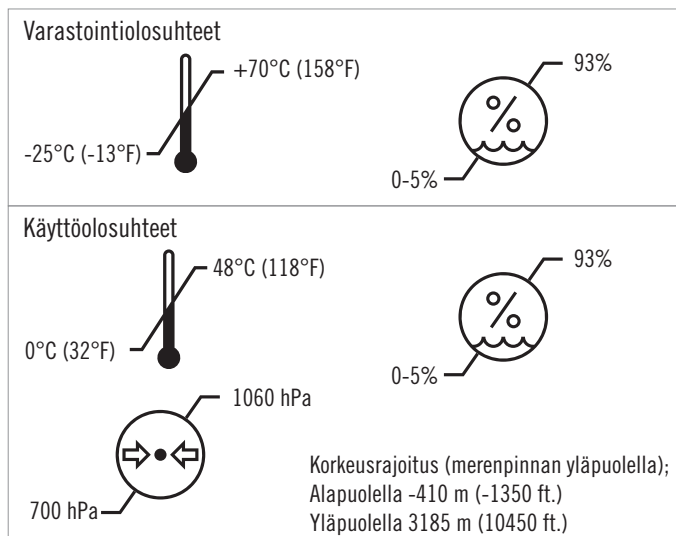 Varastointiolosuhteet
+70°C (158°F)
-25°C (-13°F)
93%
%
0-5%
Käyttöolosuhteet
48°C (118°F)
0°C (32°F)
93%
%
0-5%
1060 hPa
700 hPa
Korkeusrajoitus (merenpinnan yläpuolella);
Alapuolella -410 m (-1350 ft.)
Yläpuolella 3185 m (10450 ft.)